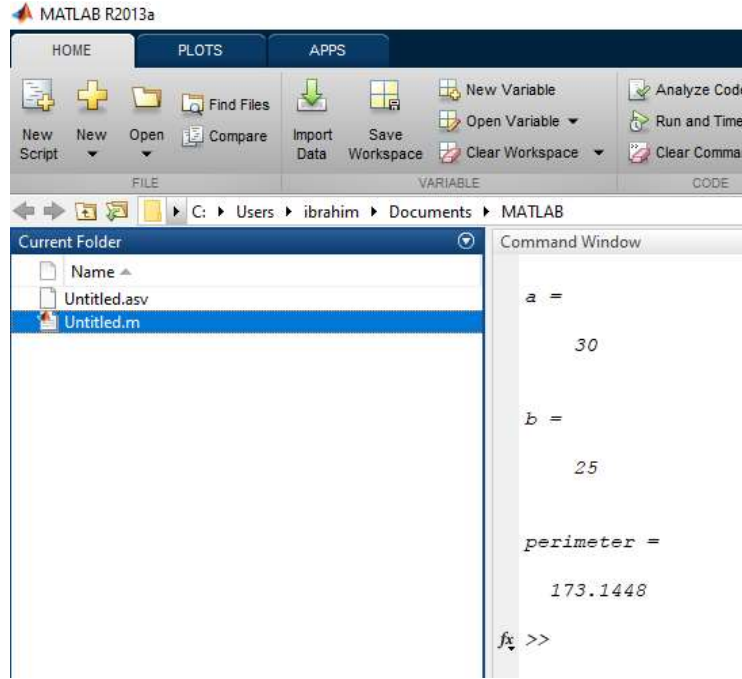 MATLAB R2013a
HOME PLOTS APPS
New Script
New
Open
Find Files
Compare
Import Data
Save Workspace
New Variable
Open Variable
Clear Workspace
Analyze Code
Run and Time
Clear Comma
FILE VARIABLE CODE
C: Users ibrahim Documents MATLAB
Current Folder
Name
Untitled.asv
Untitled.m
Command Window
a =
30
b =
25
perimeter =
173.1448
fx >>